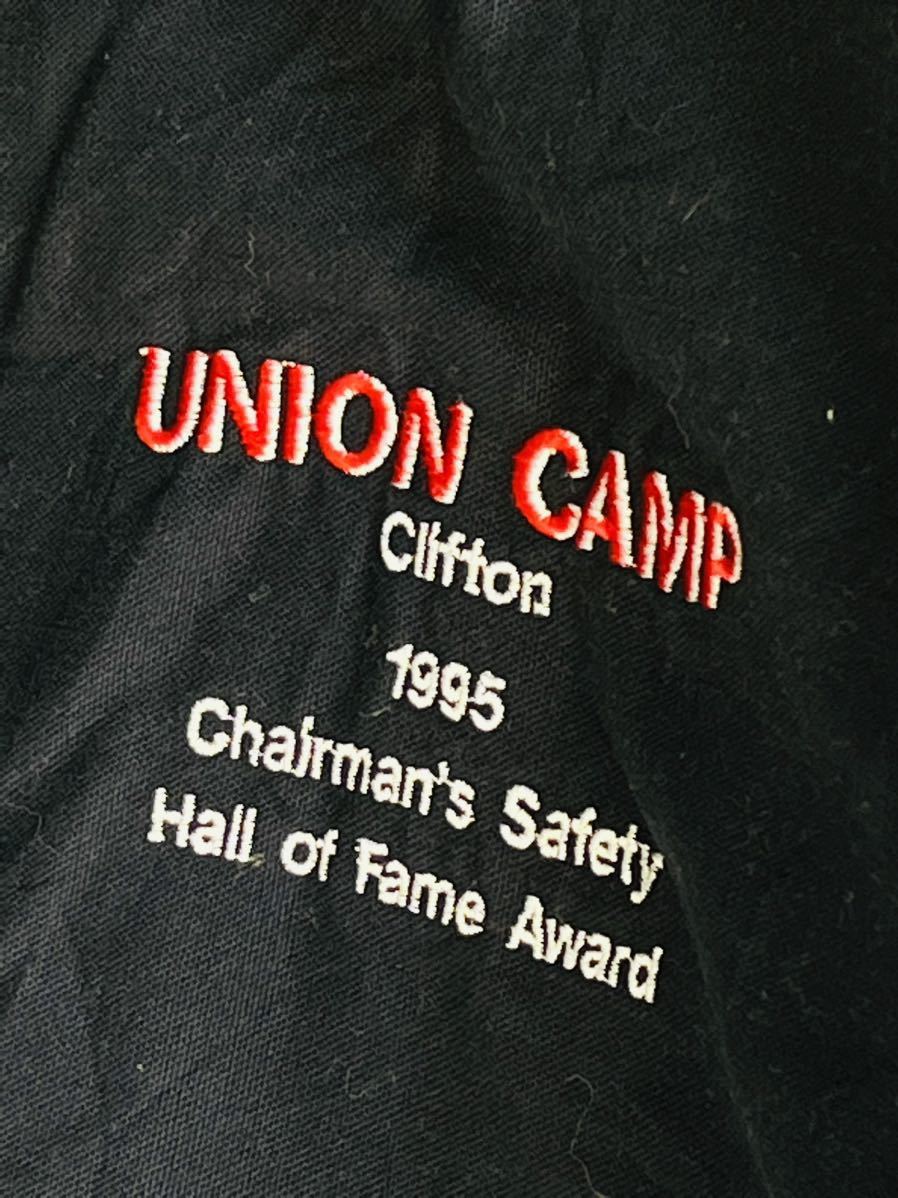 UNION CAMP
Clifton
1995
Chairman's Safety
Hall of Fame Award